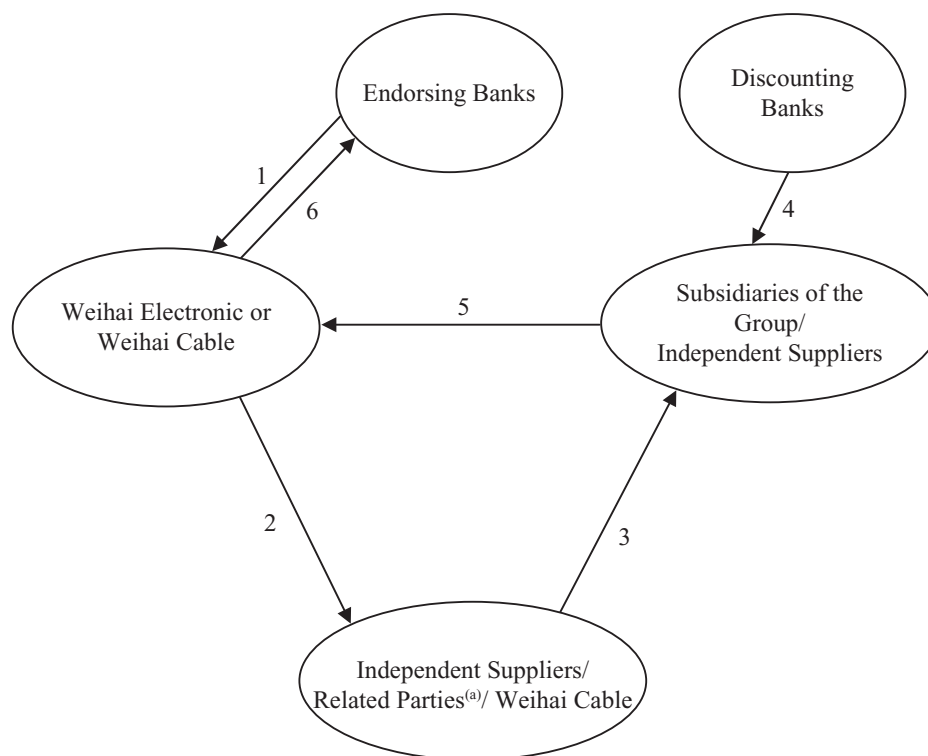 Endorsing Banks
Discounting
Banks
1
6
4
Weihai Electronic or
Weihai Cable
5
Subsidiaries of the
Group/
Independent Suppliers
2
3
Independent Suppliers/
Related Parties(a)/ Weihai Cable